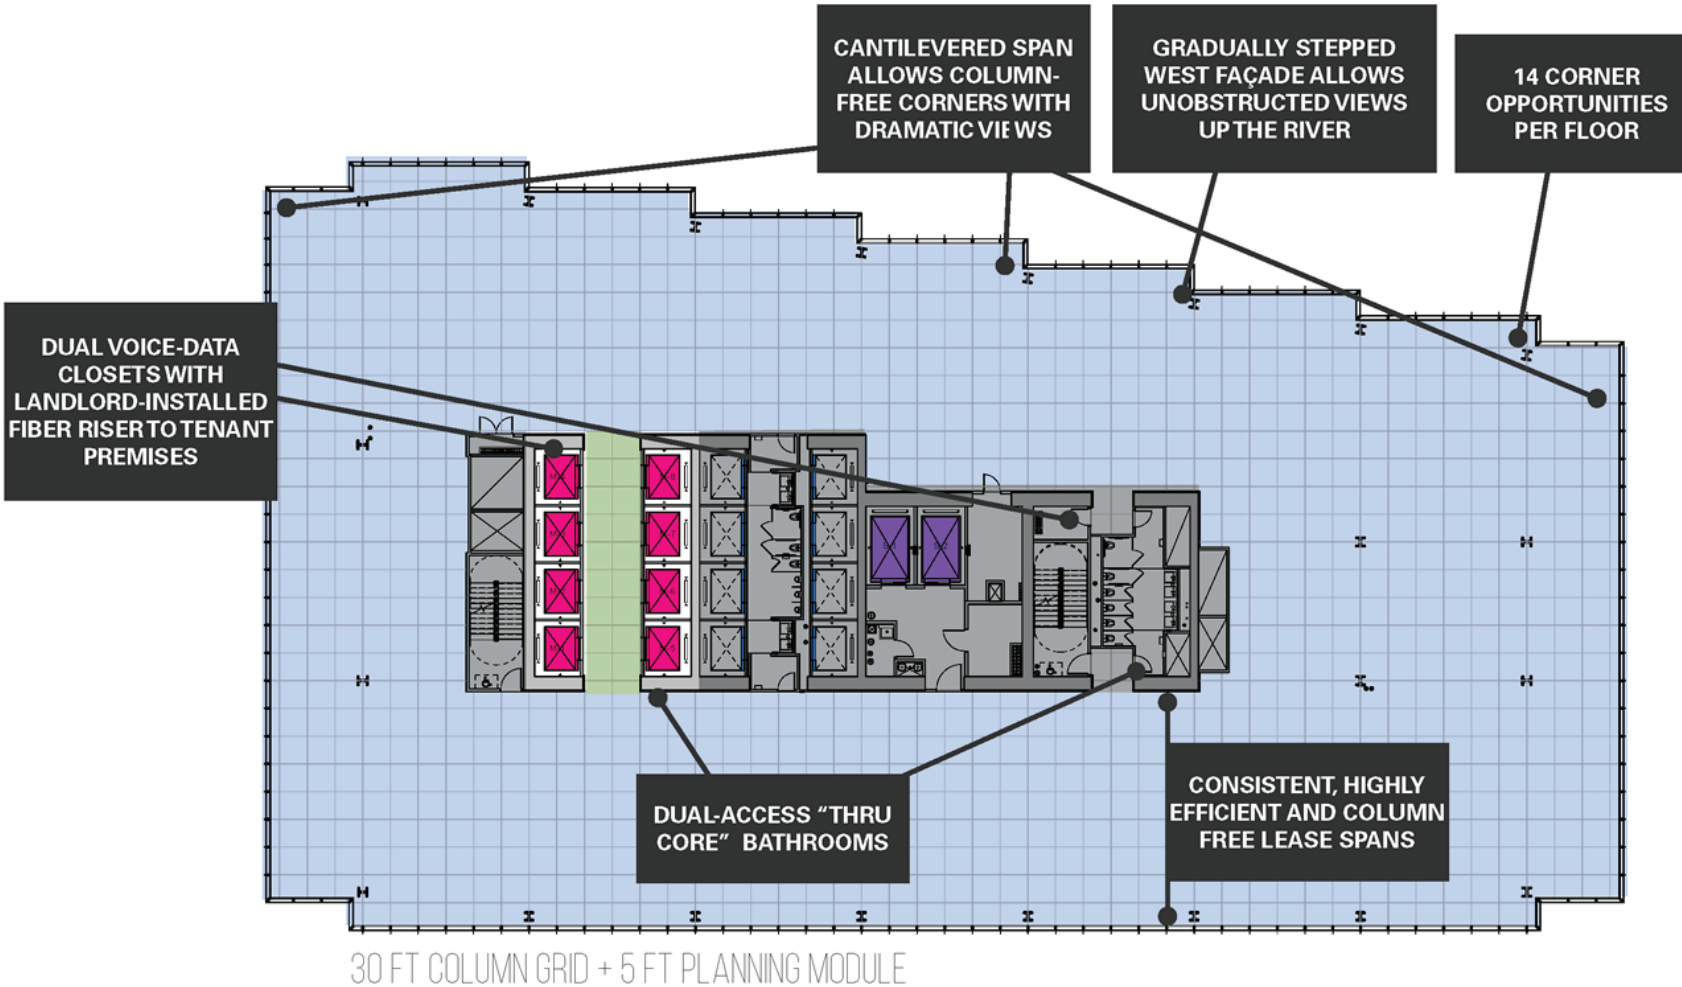 CANTILEVERED SPAN
ALLOWS COLUMN-
FREE CORNERS WITH
DRAMATIC VIEWS
GRADUALLY STEPPED
WEST FAÇADE ALLOWS
UNOBSTRUCTED VIEWS
UP THE RIVER
14 CORNER
OPPORTUNITIES
PER FLOOR
DUAL VOICE-DATA
CLOSETS WITH
LANDLORD-INSTALLED
FIBER RISER TO TENANT
PREMISES
DUAL-ACCESS “THRU
CORE” BATHROOMS
CONSISTENT, HIGHLY
EFFICIENT AND COLUMN
FREE LEASE SPANS
30 FT COLUMN GRID + 5 FT PLANNING MODULE